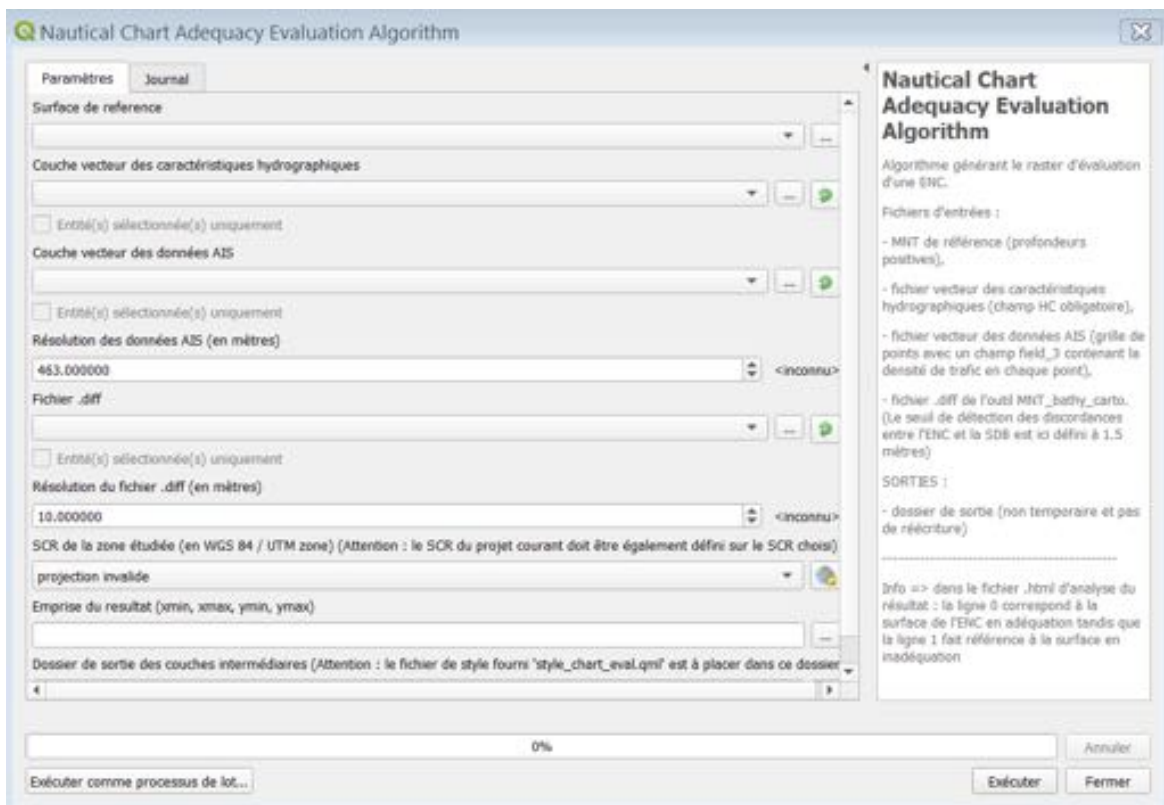 Nautical Chart Adequacy Evaluation Algorithm
Paramètres
Journal
Surface de reference
...
Couche vecteur des caractéristiques hydrographiques
...
Entité(s) sélectionnée(s) uniquement
Couche vecteur des données AIS
...
Entité(s) sélectionnée(s) uniquement
Résolution des données AIS (en mètres)
463.000000
<inconnu>
Fichier .diff
...
Entité(s) sélectionnée(s) uniquement
Résolution du fichier .diff (en mètres)
10.000000
<inconnu>
SCR de la zone étudiée (en WGS 84 / UTM zone) (Attention : le SCR du projet courant doit être également défini sur le SCR choisi)
projection invalide
Emprise du resultat (xmin, xmax, ymin, ymax)
...
Dossier de sortie des couches intermédiaires (Attention : le fichier de style fourni 'style_chart_eval.qml' est à placer dans ce dossier
Nautical Chart
Adequacy Evaluation
Algorithm
Algorithme générant le raster d'évaluation
d'une ENC.
Fichiers d'entrées :
- MNT de référence (profondeurs
positives),
- fichier vecteur des caractéristiques
hydrographiques (champ HC obligatoire),
- fichier vecteur des données AIS (grille de
points avec un champ field_3 contenant la
densité de trafic en chaque point),
- fichier .diff de l'outil MNT_bathy_carto.
(Le seuil de détection des discordances
entre l'ENC et la SDB est ici défini à 1.5
mètres)
SORTIES :
- dossier de sortie (non temporaire et pas
de réécriture)
--------------------------------------------------
Info => dans le fichier .html d'analyse du
résultat : la ligne 0 correspond à la
surface de l'ENC en adéquation tandis que
la ligne 1 fait référence à la surface en
inadéquation
0%
Annuler
Exécuter comme processus de lot...
Exécuter
Fermer